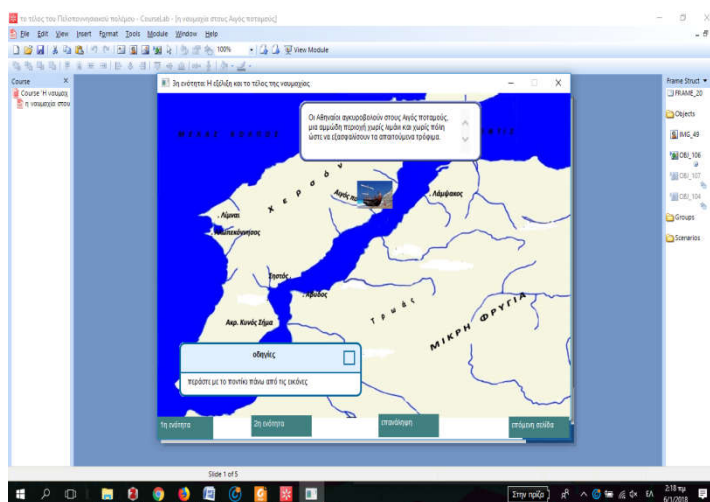 το τέλος του Πελοποννησιακού πολέμου - CourseLab - [η ναυμαχία στους Αιγός ποταμούς]
File Edit View Insert Format Tools Module Window Help
100% View Module
Course X
Course 'Η ναυμαχ
η ναυμαχία στου
3η ενότητα: Η εξέλιξη και το τέλος της ναυμαχίας
Frame Struct
FRAME_20
Objects
IMG_49
OBJ_106
OBJ_107
OBJ_104
Groups
Scenarios
Οι Αθηναίοι αγκυροβολούν στους Αιγός ποταμούς,
μια αμμώδη περιοχή χωρίς λιμάνι και χωρίς πόλη
ώστε να εξασφαλίσουν τα απαιτούμενα τρόφιμα.
Χερσόν
Αιγός πο
. Λάμψακος
. Λίμναι
Σηστός.
. Άβυδος
Τρωάς
Ακρ. Κυνός Σήμα
ΜΙΚΡΗ ΦΡΥΓΙΑ
οδηγίες
περάστε με το ποντίκι πάνω από τις εικόνες
1η ενότητα
2η ενότητα
επανάληψη
επόμενη σελίδα
Slide 1 of 5
Στην πρίζα
ΕΛ
2:18 πμ
6/1/2018